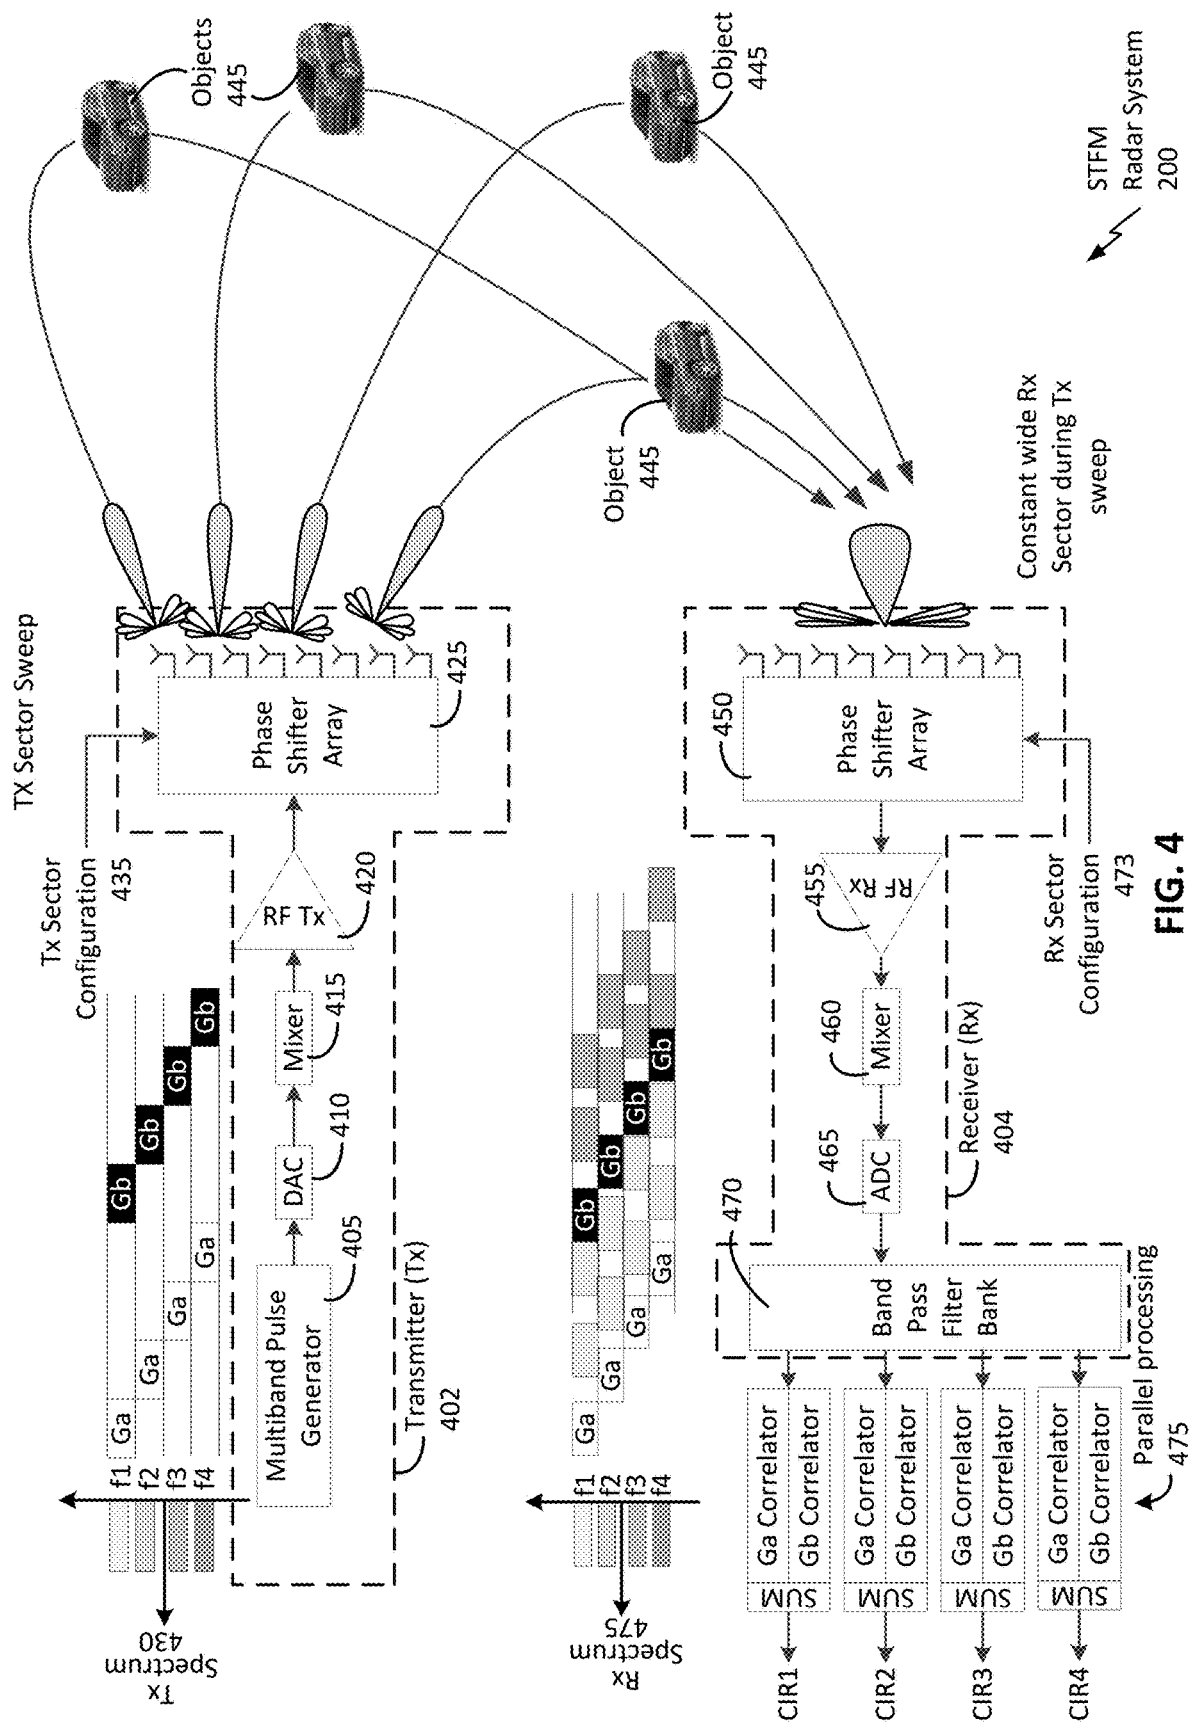 TX Sector Sweep
Tx Sector
Configuration
435
Tx
Spectrum
430
f1
f2
f3
f4
Ga
Ga
Ga
Ga
Gb
Gb
Gb
Gb
Multiband Pulse
Generator
405
DAC
410
Mixer
415
RF Tx
420
Phase
Shifter
Array
425
Transmitter (Tx)
402
Objects
445
Object
445
Object
445
Rx
Spectrum
475
f1
f2
f3
f4
Ga
Ga
Ga
Ga
Gb
Gb
Gb
Gb
Constant wide Rx
Sector during Tx
sweep
STFM
Radar System
200
Phase
Shifter
Array
450
RF Rx
455
Mixer
460
ADC
465
Band
Pass
Filter
Bank
470
Receiver (Rx)
404
Rx Sector
Configuration
473
Ga Correlator
Gb Correlator
SUM
CIR1
Ga Correlator
Gb Correlator
SUM
CIR2
Ga Correlator
Gb Correlator
SUM
CIR3
Ga Correlator
Gb Correlator
SUM
CIR4
Parallel processing
475
FIG. 4